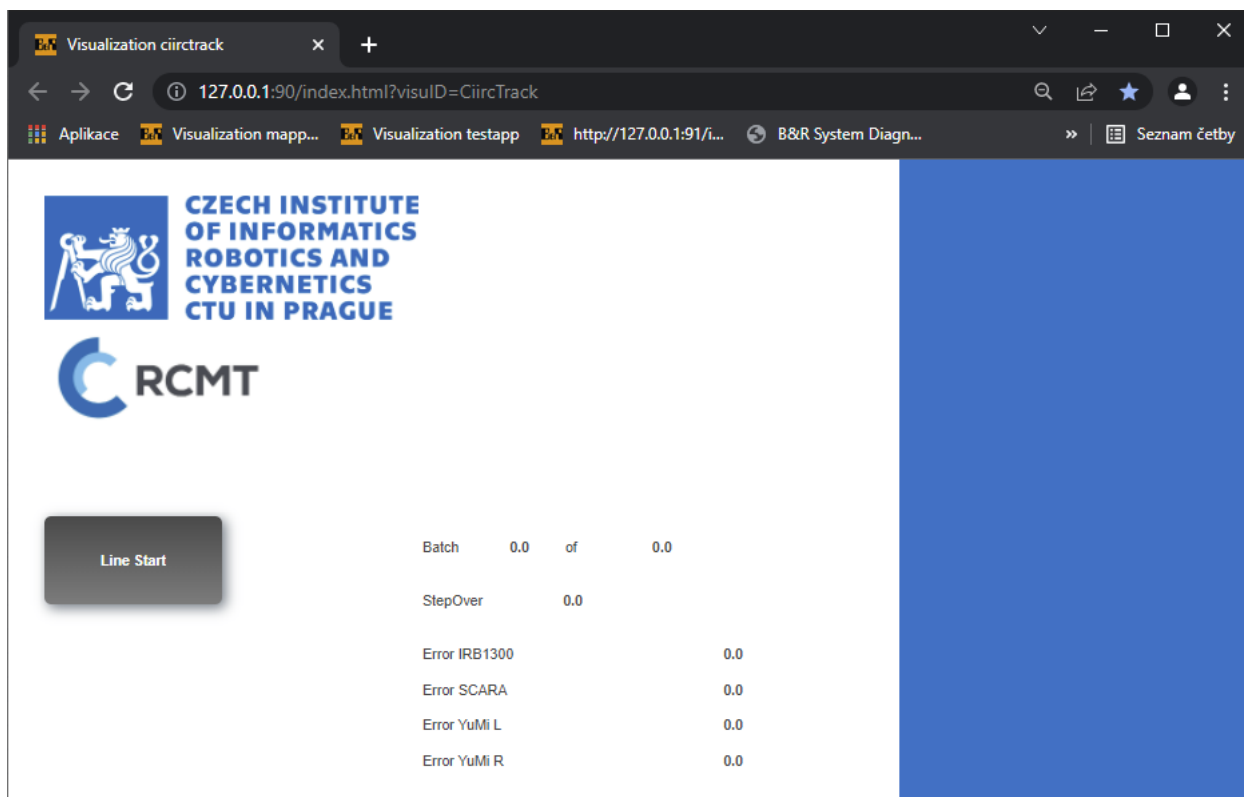 Visualization ciirctrack
127.0.0.1:90/index.html?visuID=CiircTrack
Aplikace Visualization mapp... Visualization testapp http://127.0.0.1:91/i... B&R System Diagn... » Seznam četby
CZECH INSTITUTE
OF INFORMATICS
ROBOTICS AND
CYBERNETICS
CTU IN PRAGUE
RCMT
Line Start
Batch 0.0 of 0.0
StepOver 0.0
Error IRB1300 0.0
Error SCARA 0.0
Error YuMi L 0.0
Error YuMi R 0.0